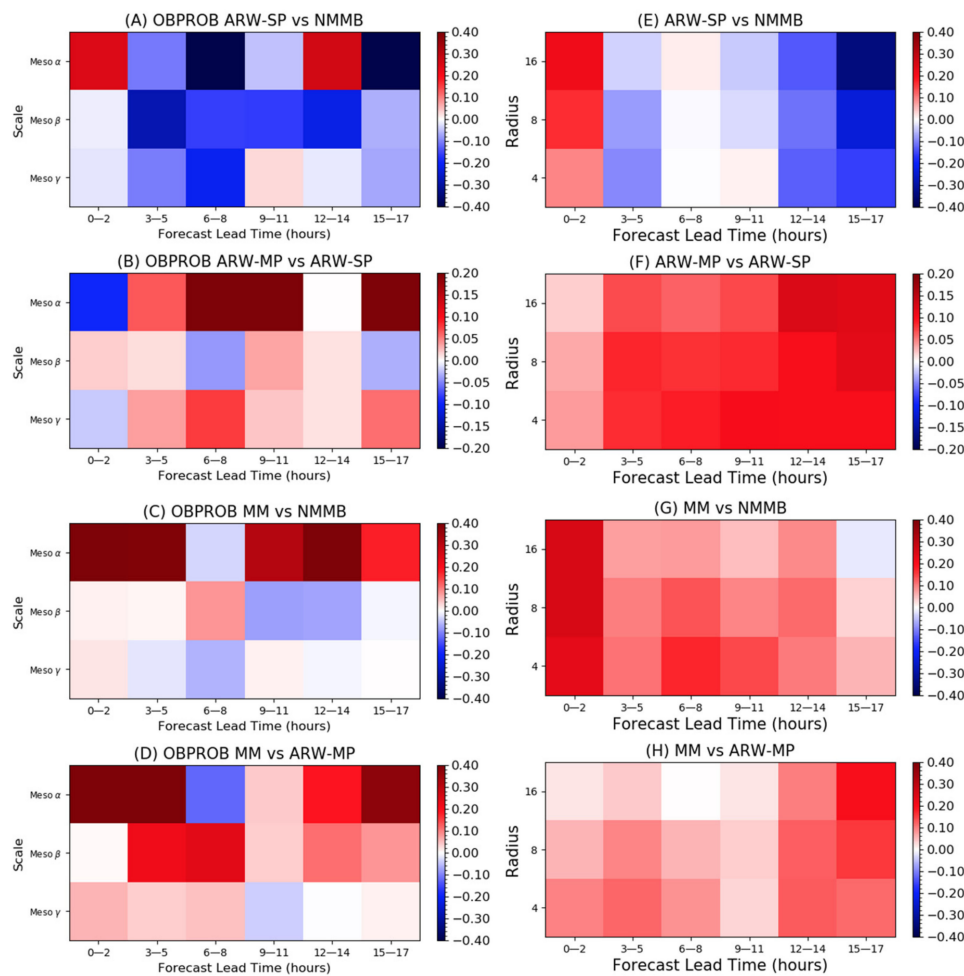 (A) OBPROB ARW-SP vs NMMB
Scale
Meso α
Meso β
Meso γ
0—2 3—5 6—8 9—11 12—14 15—17
Forecast Lead Time (hours)
0.40
0.30
0.20
0.10
0.00
−0.10
−0.20
−0.30
−0.40
(E) ARW-SP vs NMMB
Radius
16
8
4
0—2 3—5 6—8 9—11 12—14 15—17
Forecast Lead Time (hours)
0.40
0.30
0.20
0.10
0.00
−0.10
−0.20
−0.30
−0.40
(B) OBPROB ARW-MP vs ARW-SP
Scale
Meso α
Meso β
Meso γ
0—2 3—5 6—8 9—11 12—14 15—17
Forecast Lead Time (hours)
0.20
0.15
0.10
0.05
0.00
−0.05
−0.10
−0.15
−0.20
(F) ARW-MP vs ARW-SP
Radius
16
8
4
0—2 3—5 6—8 9—11 12—14 15—17
Forecast Lead Time (hours)
0.20
0.15
0.10
0.05
0.00
−0.05
−0.10
−0.15
−0.20
(C) OBPROB MM vs NMMB
Scale
Meso α
Meso β
Meso γ
0—2 3—5 6—8 9—11 12—14 15—17
Forecast Lead Time (hours)
0.40
0.30
0.20
0.10
0.00
−0.10
−0.20
−0.30
−0.40
(G) MM vs NMMB
Radius
16
8
4
0—2 3—5 6—8 9—11 12—14 15—17
Forecast Lead Time (hours)
0.40
0.30
0.20
0.10
0.00
−0.10
−0.20
−0.30
−0.40
(D) OBPROB MM vs ARW-MP
Scale
Meso α
Meso β
Meso γ
0—2 3—5 6—8 9—11 12—14 15—17
Forecast Lead Time (hours)
0.40
0.30
0.20
0.10
0.00
−0.10
−0.20
−0.30
−0.40
(H) MM vs ARW-MP
Radius
16
8
4
0—2 3—5 6—8 9—11 12—14 15—17
Forecast Lead Time (hours)
0.40
0.30
0.20
0.10
0.00
−0.10
−0.20
−0.30
−0.40